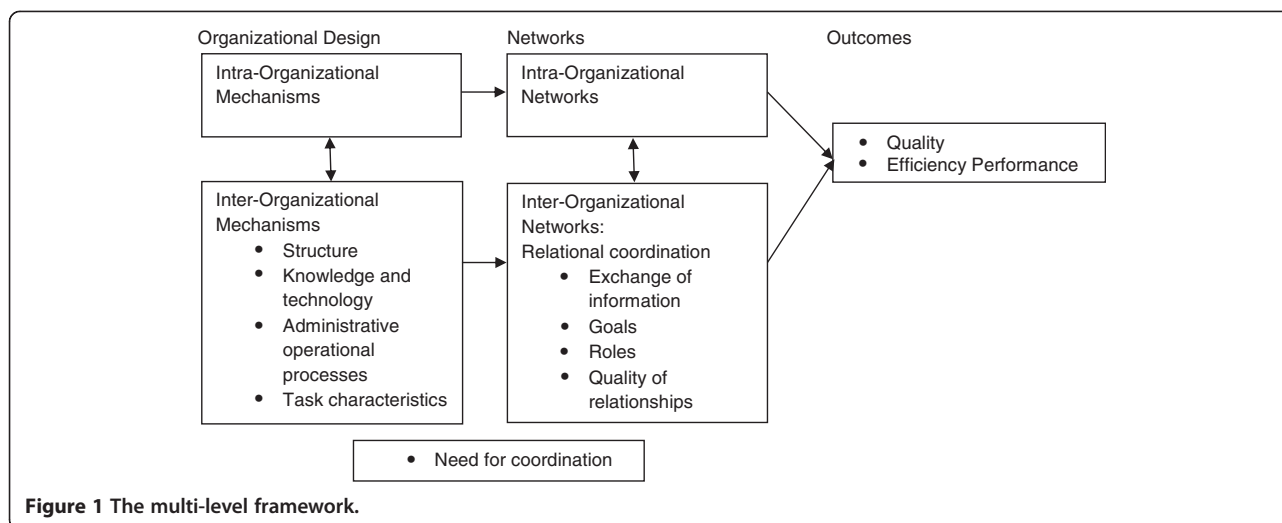 Organizational Design
Networks
Outcomes
Intra-Organizational
Mechanisms
Intra-Organizational
Networks
• Quality
• Efficiency Performance
Inter-Organizational
Mechanisms
• Structure
• Knowledge and
technology
• Administrative
operational
processes
• Task characteristics
Inter-Organizational
Networks:
Relational coordination
• Exchange of
information
• Goals
• Roles
• Quality of
relationships
• Need for coordination
Figure 1 The multi-level framework.